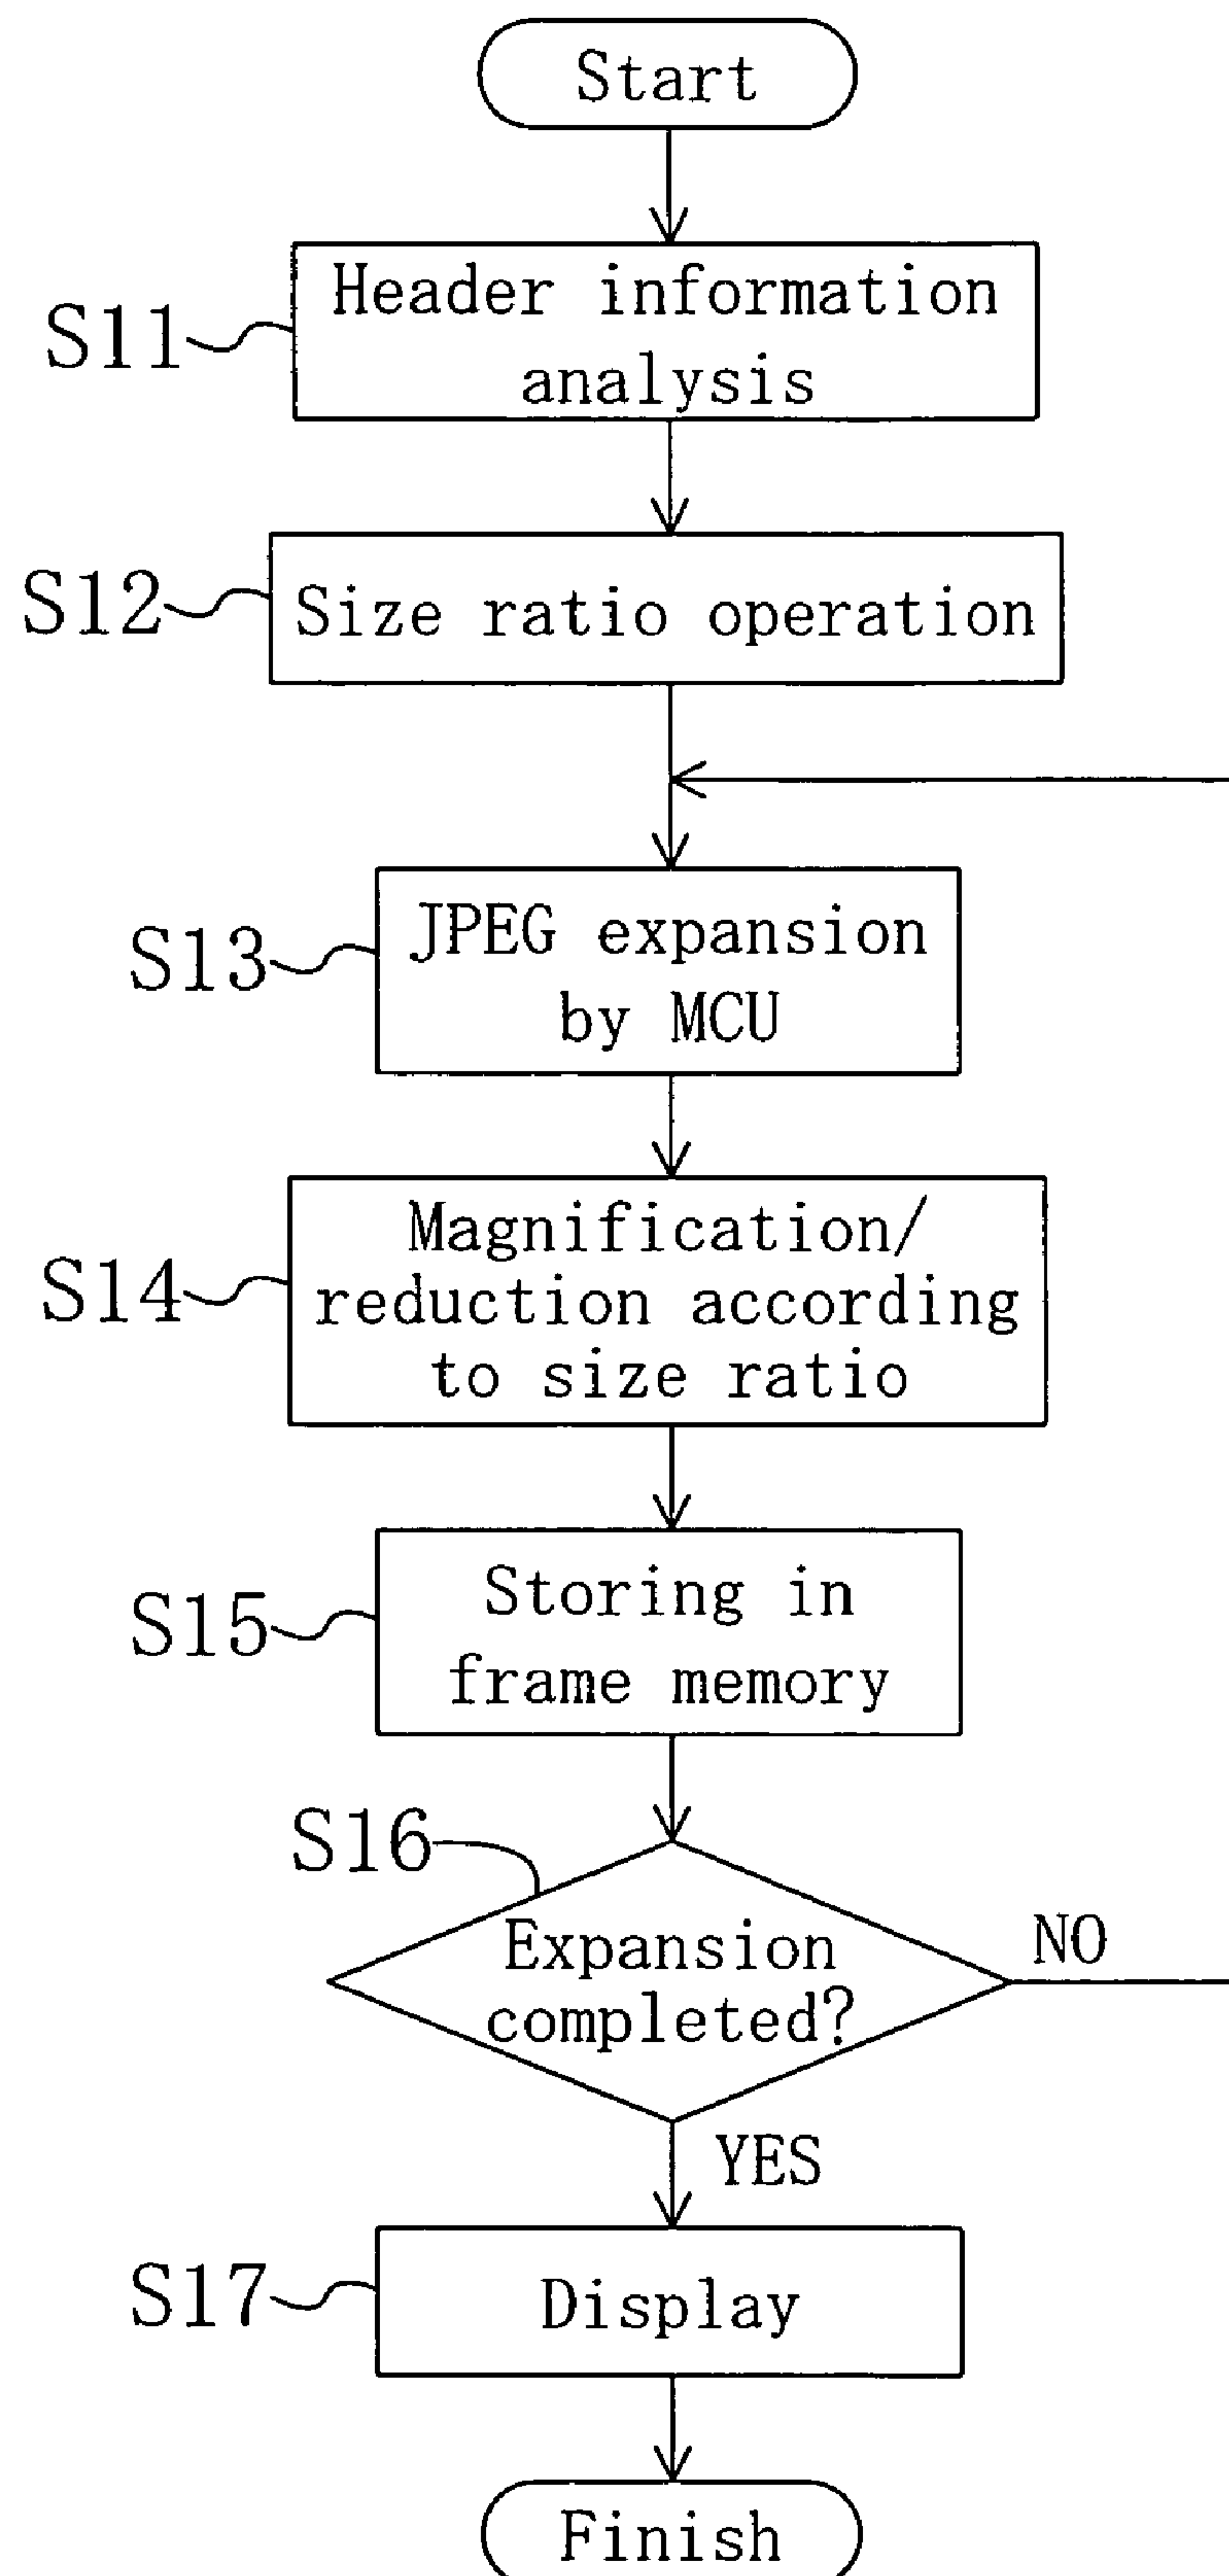 Start
S11
Header information
analysis
S12
Size ratio operation
S13
JPEG expansion
by MCU
S14
Magnification/
reduction according
to size ratio
S15
Storing in
frame memory
S16
Expansion
completed?
NO
YES
S17
Display
Finish